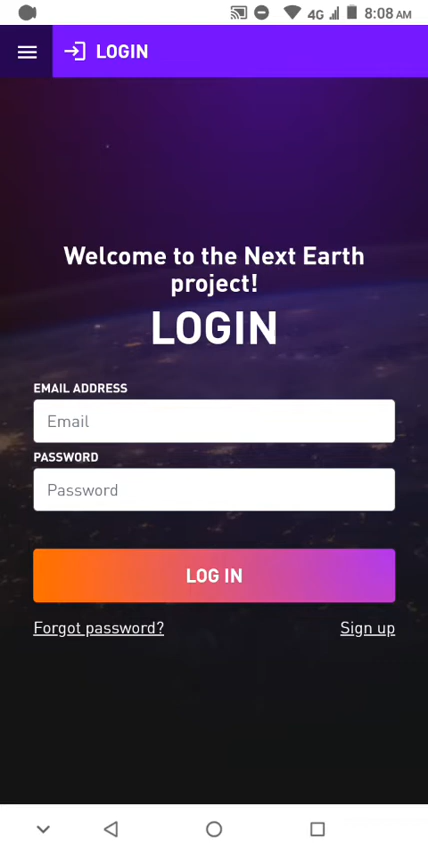 4G 8:08 AM
LOGIN
Welcome to the Next Earth
project!
LOGIN
EMAIL ADDRESS
Email
PASSWORD
Password
LOG IN
Forgot password? Sign up